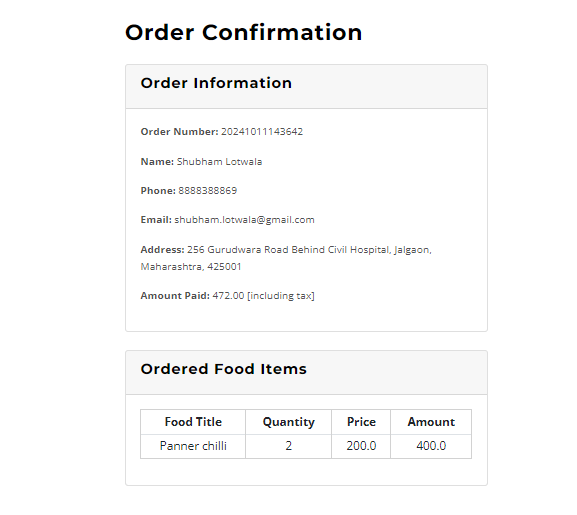 Order Confirmation
Order Information
Order Number: 20241011143642
Name: Shubham Lotwala
Phone: 8888388869
Email: shubham.lotwala@gmail.com
Address: 256 Gurudwara Road Behind Civil Hospital, Jalgaon,
Maharashtra, 425001
Amount Paid: 472.00 [including tax]
Ordered Food Items
Food Title Quantity Price Amount
Panner chilli 2 200.0 400.0